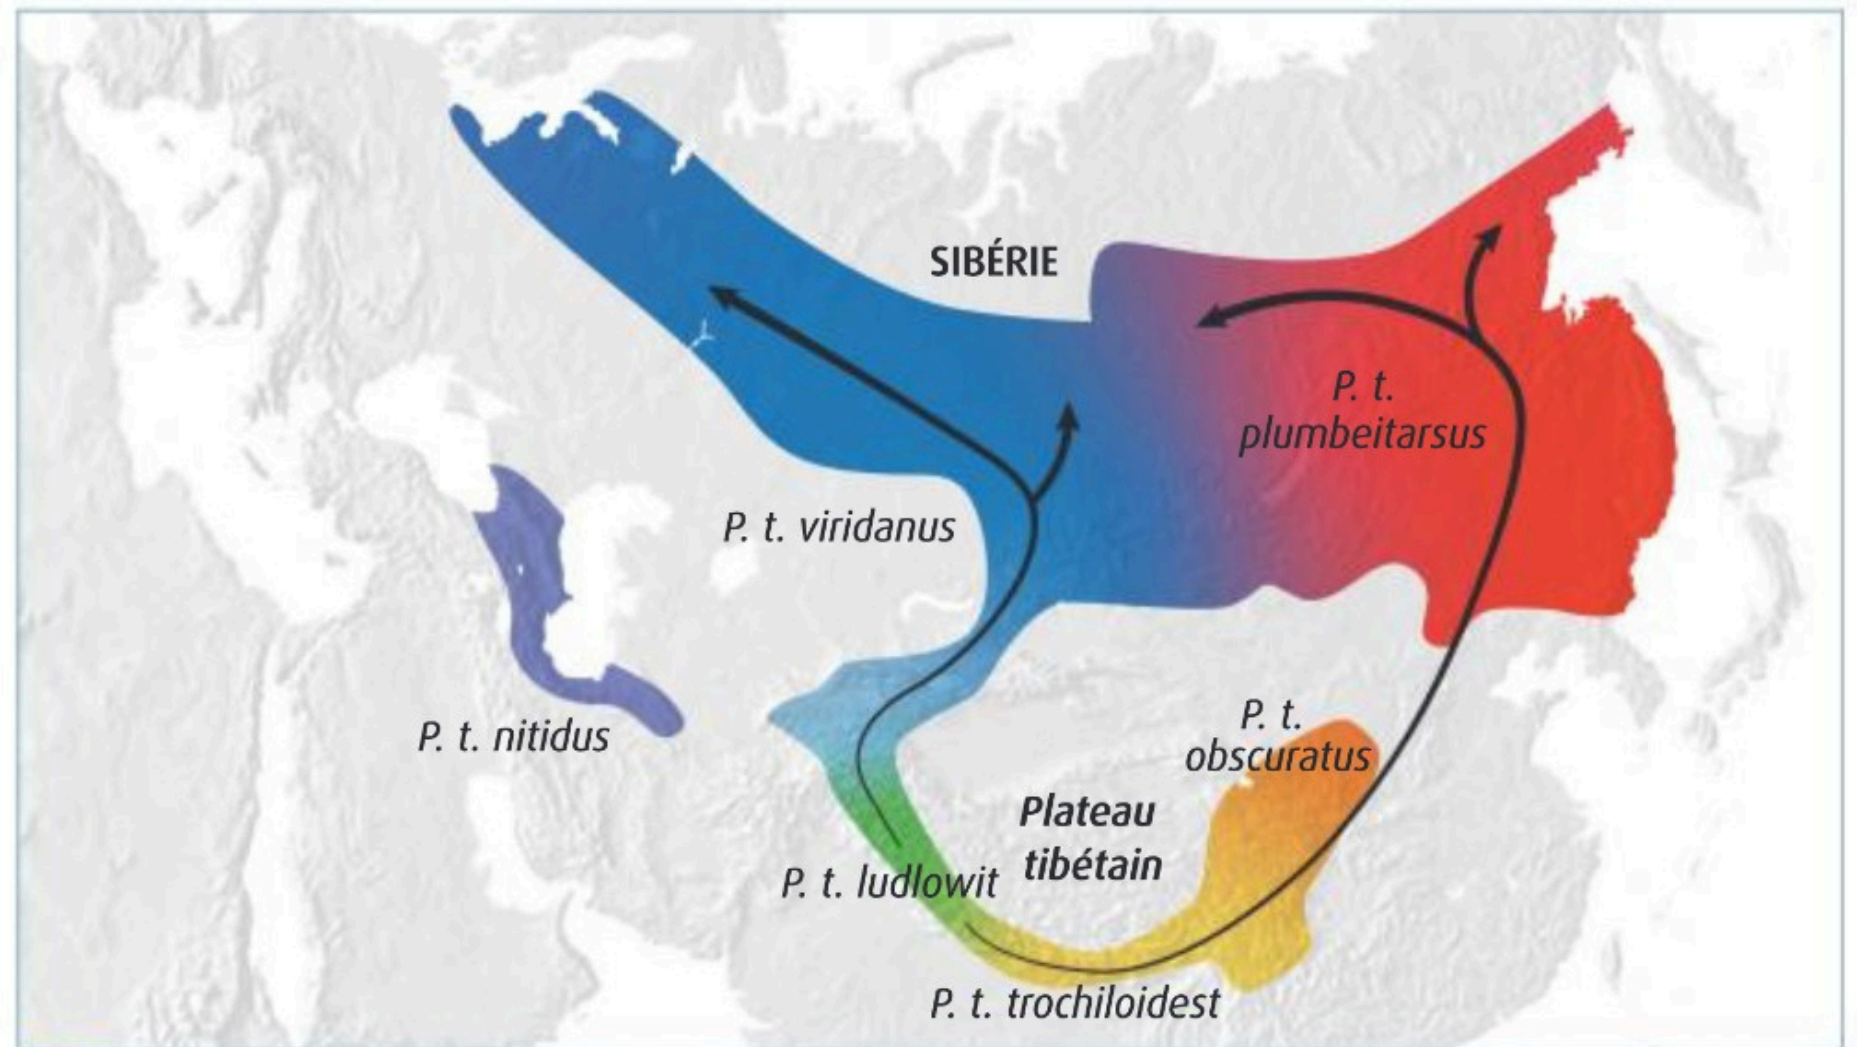 SIBÉRIE
P. t.
plumbeitarsus
P. t. viridanus
P. t. nitidus
P. t.
obscuratus
Plateau
tibétain
P. t. ludlowit
P. t. trochiloidest